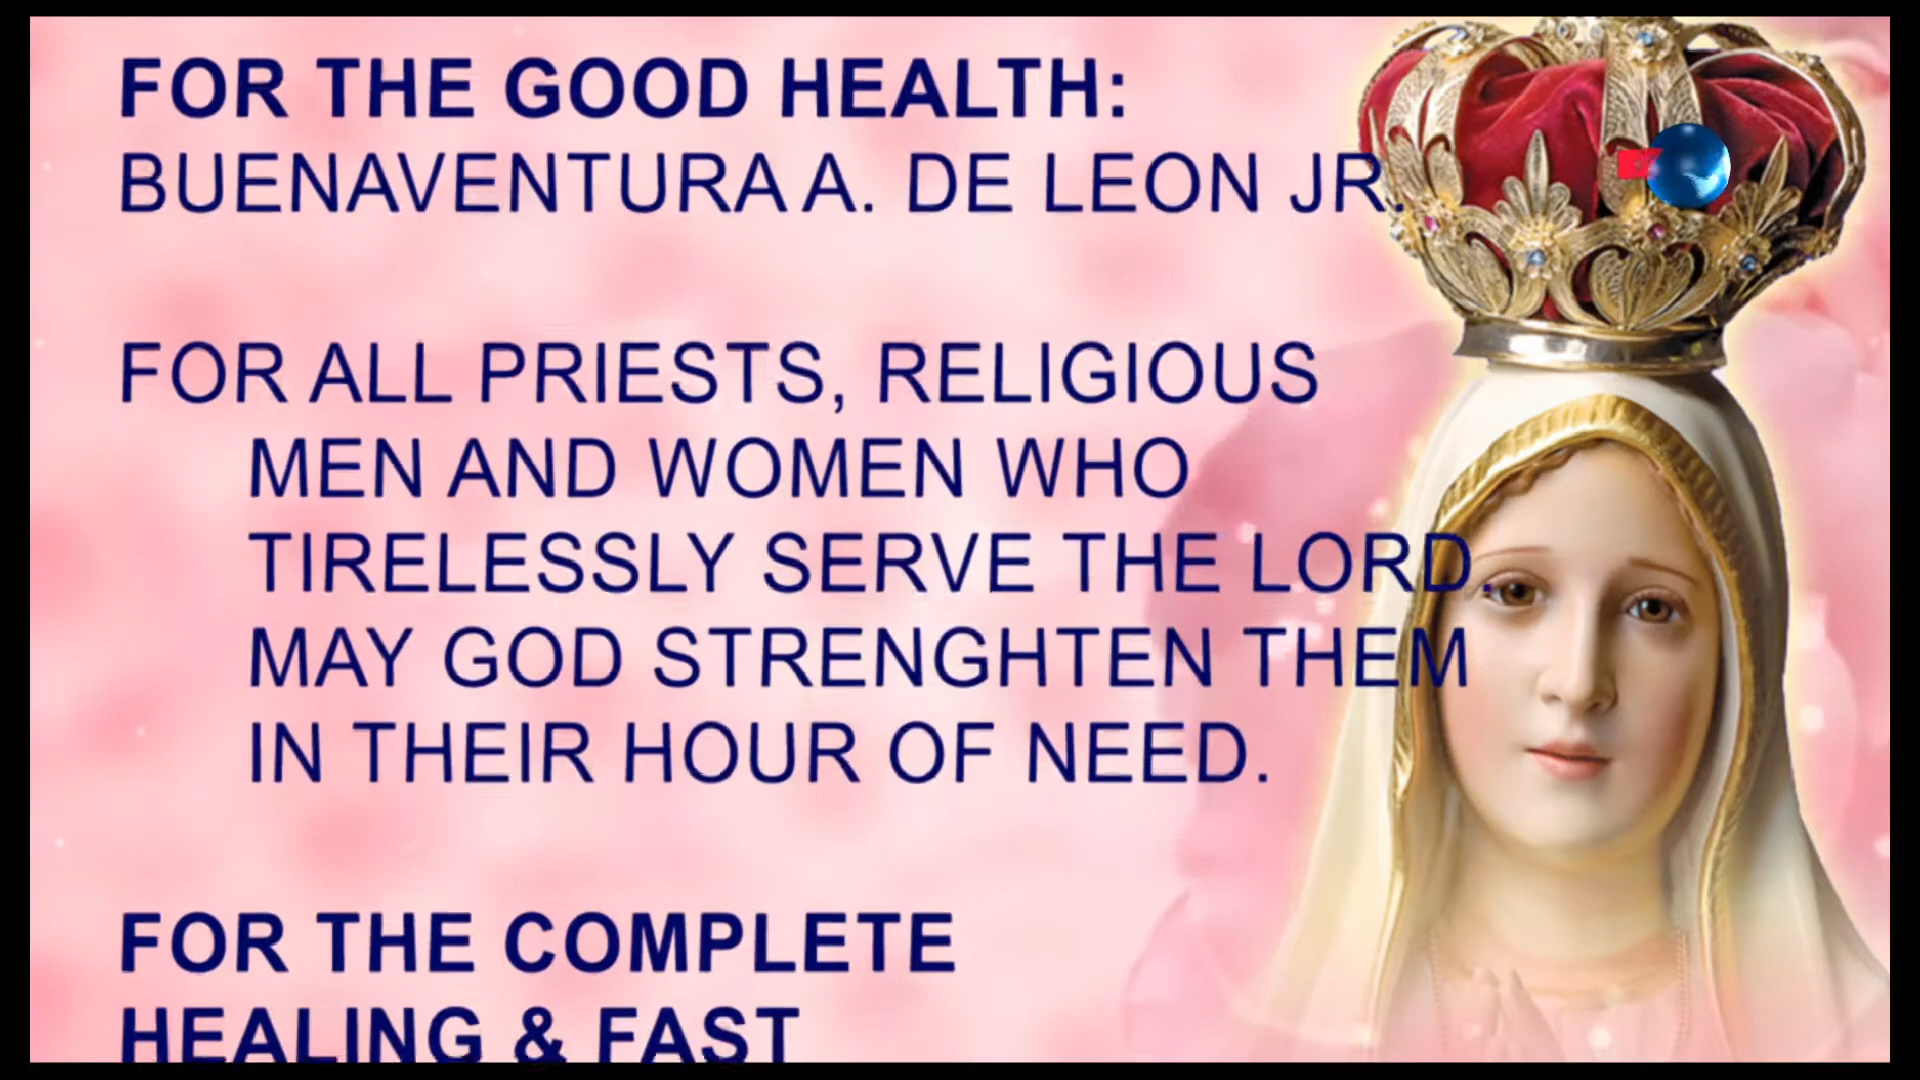 FOR THE GOOD HEALTH:
BUENAVENTURA A. DE LEON JR.
FOR ALL PRIESTS, RELIGIOUS
MEN AND WOMEN WHO
TIRELESSLY SERVE THE LORD.
MAY GOD STRENGHTEN THEM
IN THEIR HOUR OF NEED.
FOR THE COMPLETE
HEALING & FAST